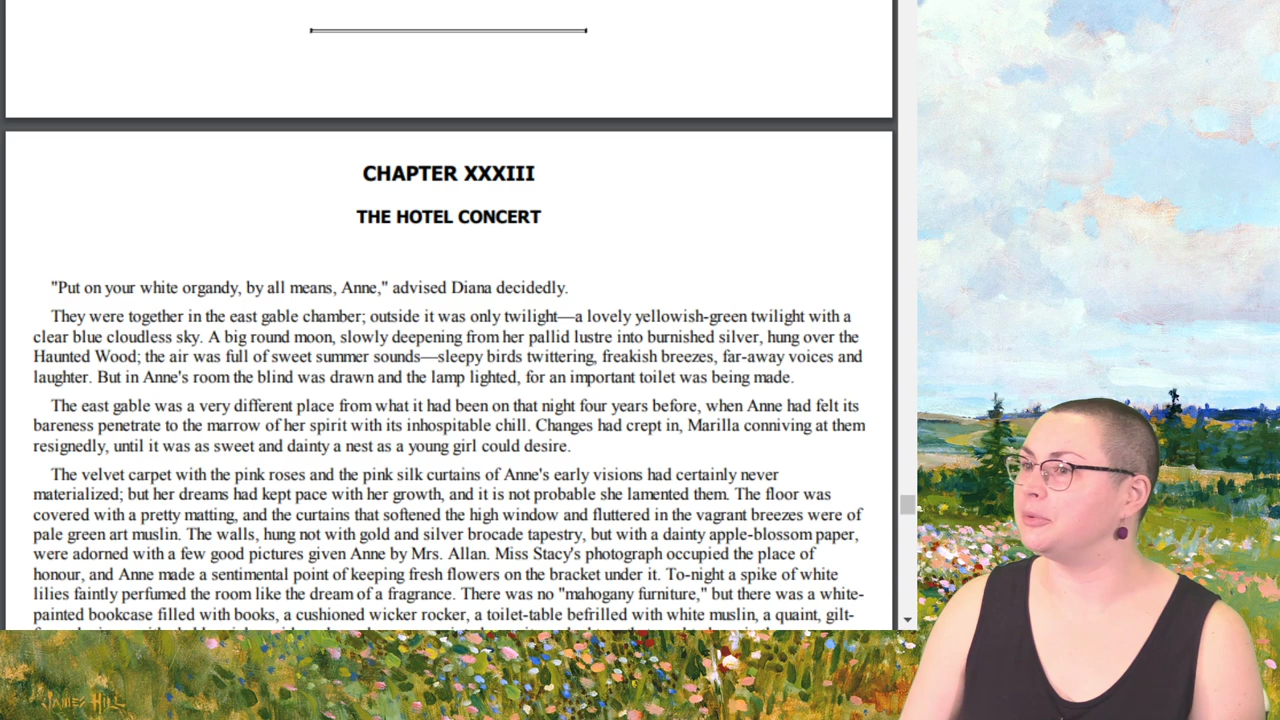 CHAPTER XXXIII
THE HOTEL CONCERT
"Put on your white organdy, by all means, Anne," advised Diana decidedly.
They were together in the east gable chamber; outside it was only twilight—a lovely yellowish-green twilight with a
clear blue cloudless sky. A big round moon, slowly deepening from her pallid lustre into burnished silver, hung over the
Haunted Wood; the air was full of sweet summer sounds—sleepy birds twittering, freakish breezes, far-away voices and
laughter. But in Anne's room the blind was drawn and the lamp lighted, for an important toilet was being made.
The east gable was a very different place from what it had been on that night four years before, when Anne had felt its
bareness penetrate to the marrow of her spirit with its inhospitable chill. Changes had crept in, Marilla conniving at them
resignedly, until it was as sweet and dainty a nest as a young girl could desire.
The velvet carpet with the pink roses and the pink silk curtains of Anne's early visions had certainly never
materialized; but her dreams had kept pace with her growth, and it is not probable she lamented them. The floor was
covered with a pretty matting, and the curtains that softened the high window and fluttered in the vagrant breezes were of
pale green art muslin. The walls, hung not with gold and silver brocade tapestry, but with a dainty apple-blossom paper,
were adorned with a few good pictures given Anne by Mrs. Allan. Miss Stacy's photograph occupied the place of
honour, and Anne made a sentimental point of keeping fresh flowers on the bracket under it. To-night a spike of white
lilies faintly perfumed the room like the dream of a fragrance. There was no "mahogany furniture," but there was a white-
painted bookcase filled with books, a cushioned wicker rocker, a toilet-table befrilled with white muslin, a quaint, gilt-
JAMES HILL